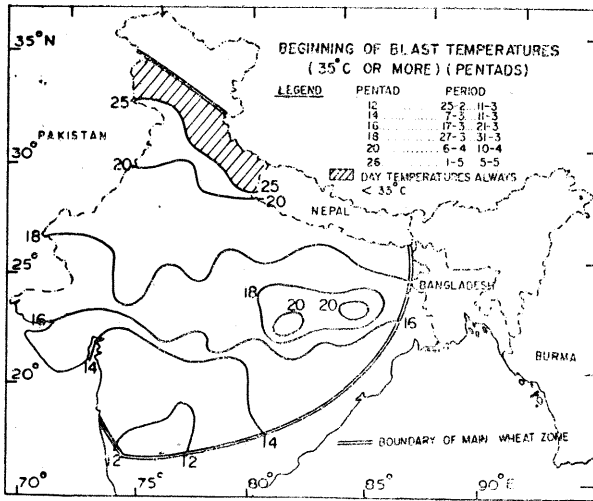 35°N
BEGINNING OF BLAST TEMPERATURES
(35°C OR MORE) (PENTADS)
LEGEND PENTAD PERIOD
12 25-2 .. 11-3
14 ...... 7-3 .. 11-3
16 ...... 17-3 21-3
18 ...... 27-3 31-3
20 ...... 6-4 10-4
26 1-5 5-5
DAY TEMPERATURES ALWAYS
< 35°C
25
PAKISTAN
30°
20
25
20
NEPAL
18
25°
BANGLADESH
18
20
20
16
16
14
20°
BURMA
14
12
12
BOUNDARY OF MAIN WHEAT ZONE
70°
75°
80°
85°
90°E